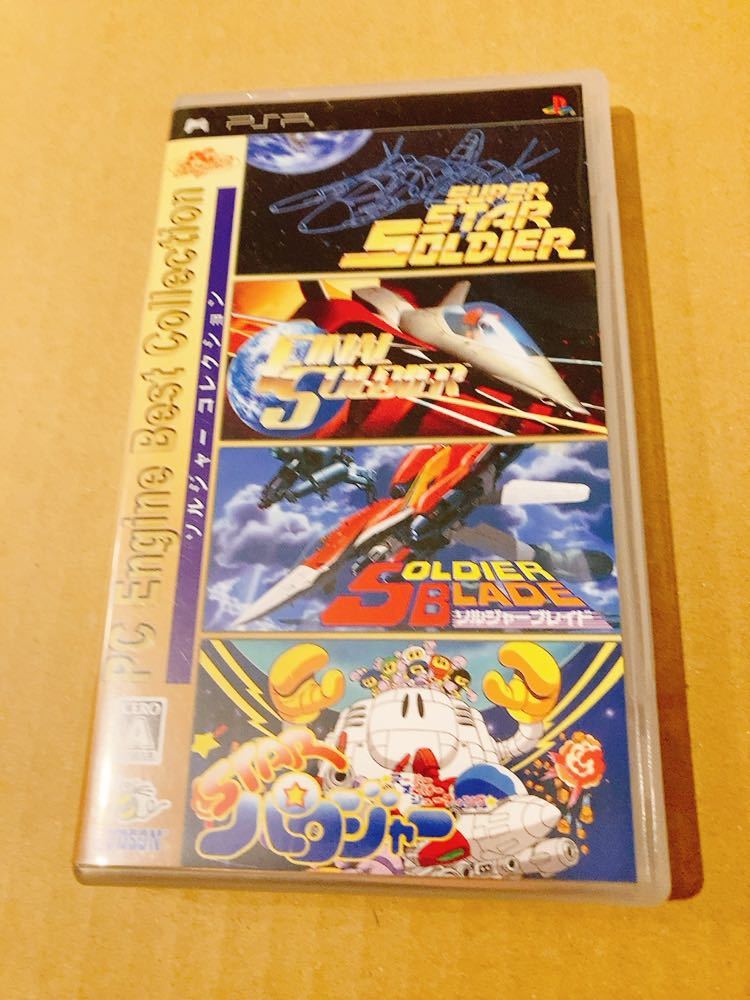 PSP
PC Engine Best Collection
ソルジャー コレクション
SUPER
STAR
SOLDIER
FINAL
SOLDIER
SOLDIER
BLADE
ソルジャーブレイド
STAR
パロジャー
CERO
A
HUDSON